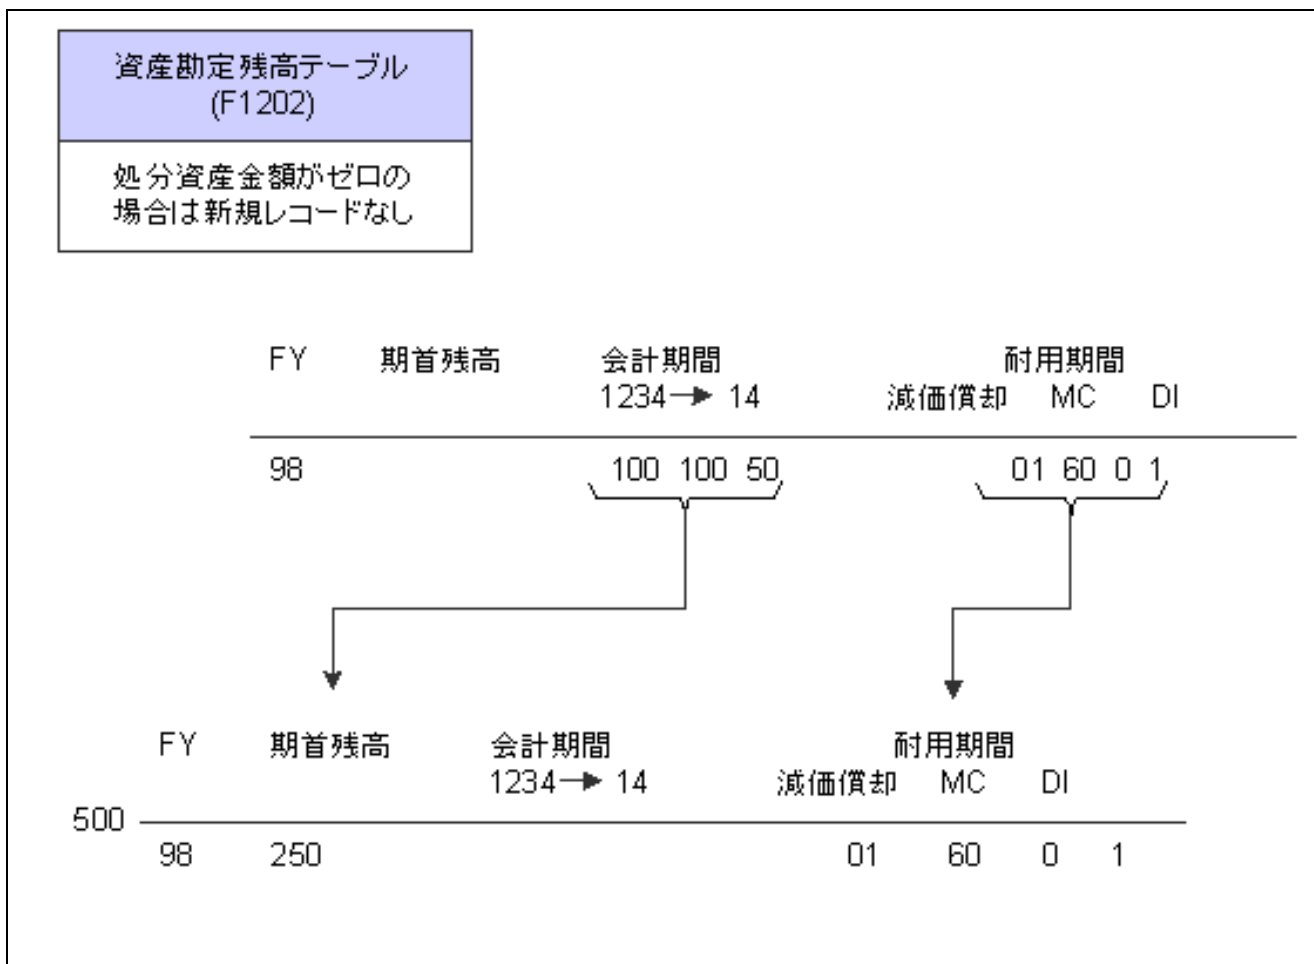 資産勘定残高テーブル
(F1202)
処分資産金額がゼロの
場合は新規レコードなし
FY 期首残高 会計期間 耐用期間
1234 14 減価償却 MC DI
98 100 100 50 01 60 0 1
FY 期首残高 会計期間 耐用期間
1234 14 減価償却 MC DI
500
98 250 01 60 0 1